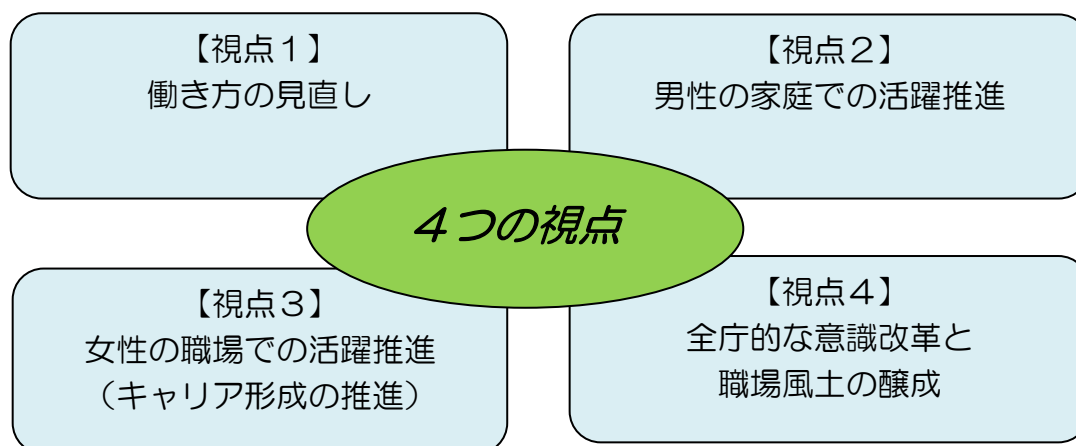 【視点１】
働き方の見直し
【視点２】
男性の家庭での活躍推進
４つの視点
【視点３】
女性の職場での活躍推進
（キャリア形成の推進）
【視点４】
全庁的な意識改革と
職場風土の醸成